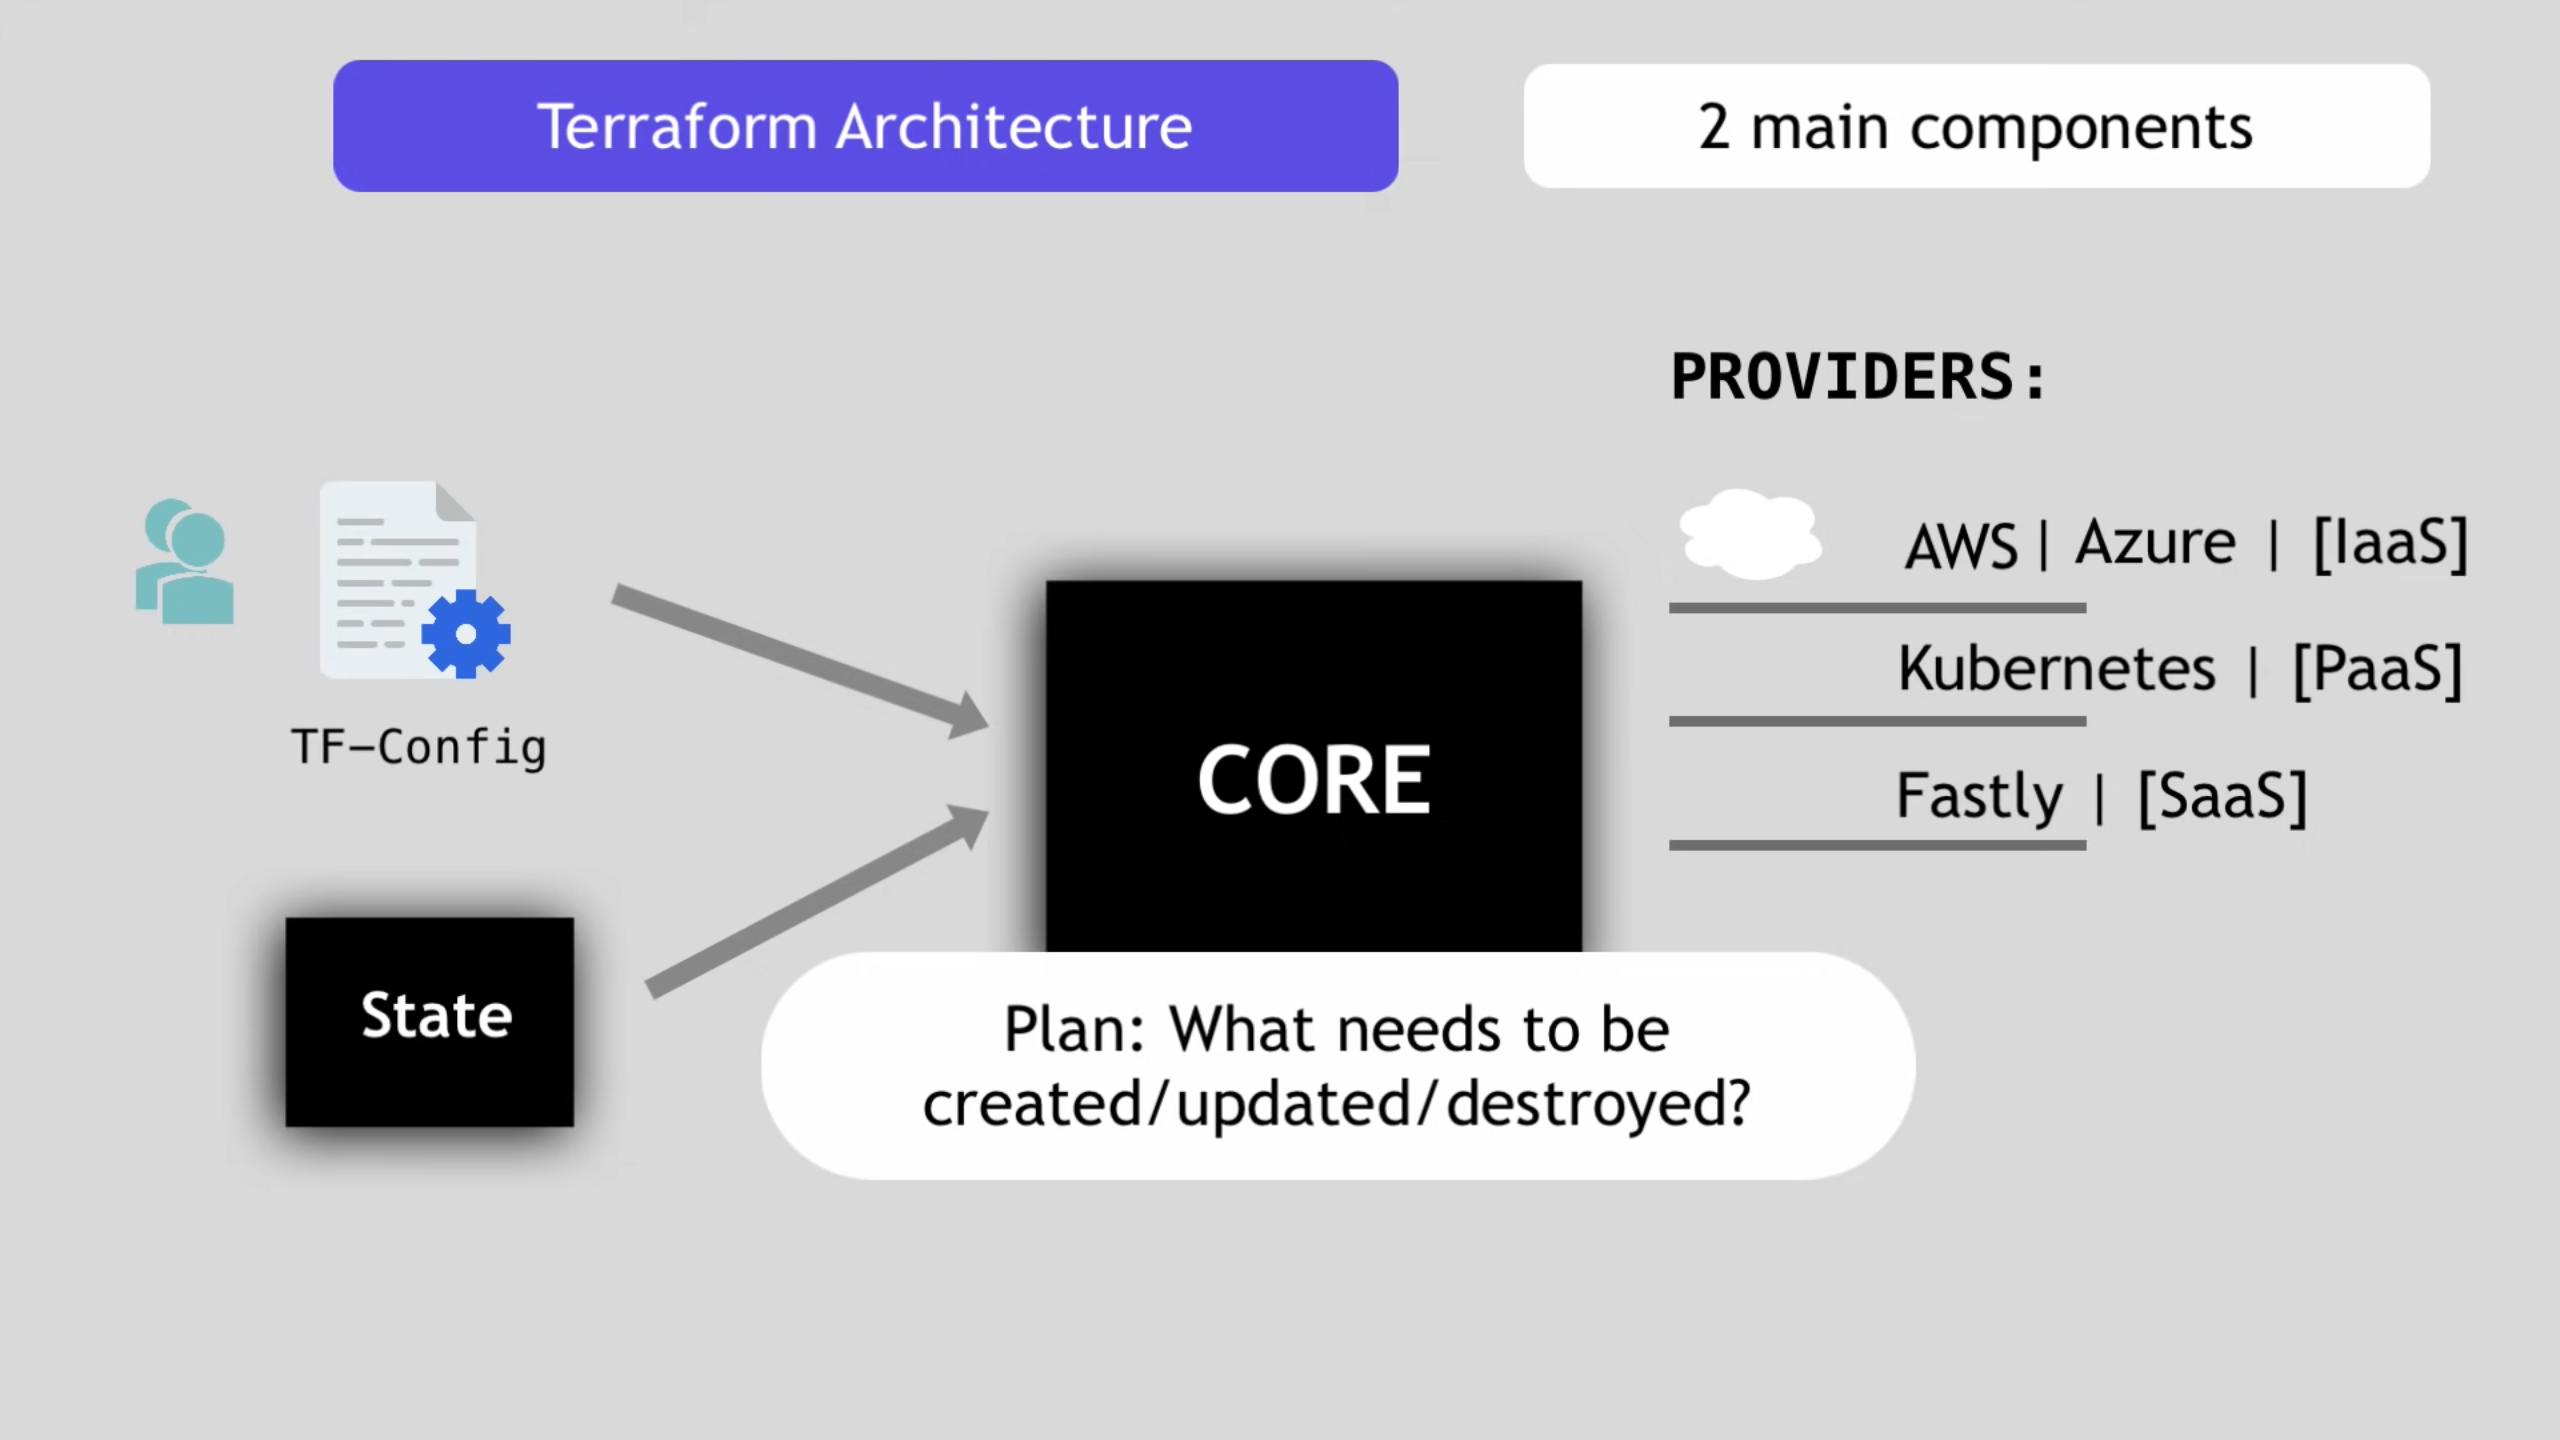 Terraform Architecture
2 main components
PROVIDERS:
AWS | Azure | [IaaS]
Kubernetes | [PaaS]
Fastly | [SaaS]
TF-Config
CORE
State
Plan: What needs to be
created/updated/destroyed?